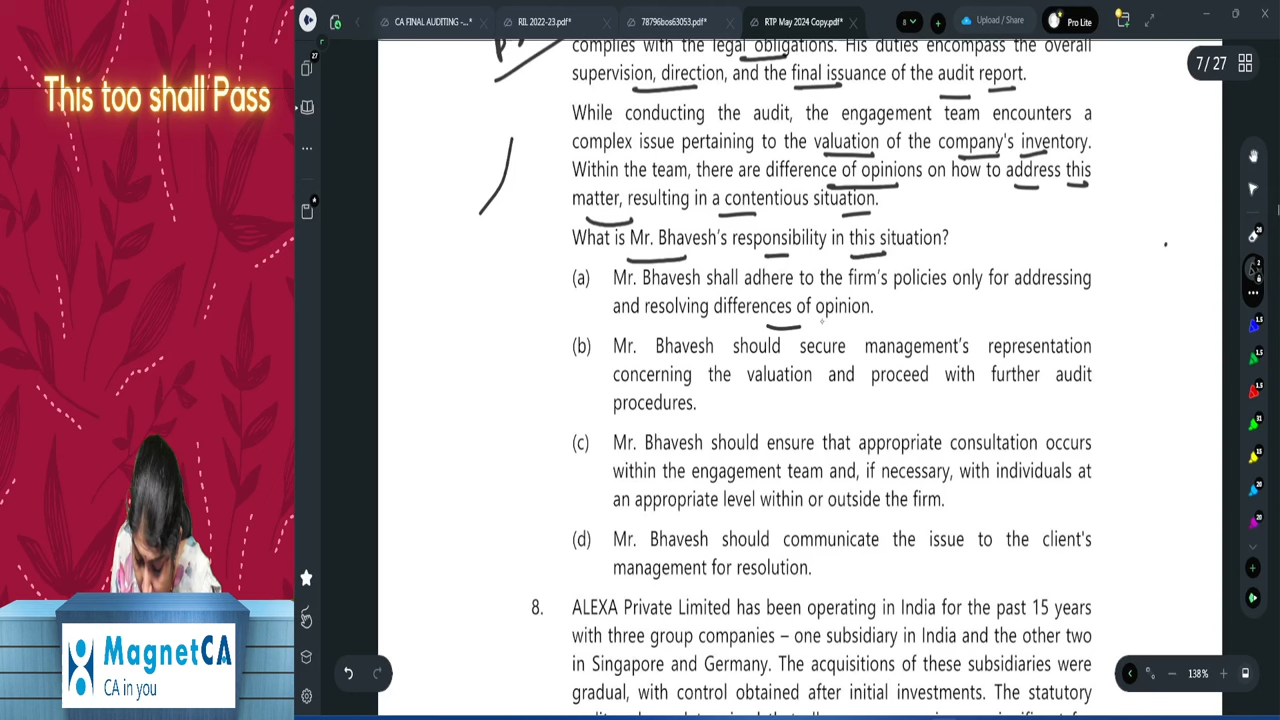 This too shall Pass
CA FINAL AUDITING -...*
RIL 2022-23.pdf*
78796bos63053.pdf*
RTP May 2024 Copy.pdf*
8
Upload / Share
Pro Lite
27
7 / 27
complies with the legal obligations. His duties encompass the overall
supervision, direction, and the final issuance of the audit report.
While conducting the audit, the engagement team encounters a
complex issue pertaining to the valuation of the company's inventory.
Within the team, there are difference of opinions on how to address this
matter, resulting in a contentious situation.
What is Mr. Bhavesh's responsibility in this situation?
(a) Mr. Bhavesh shall adhere to the firm's policies only for addressing
and resolving differences of opinion.
(b) Mr. Bhavesh should secure management's representation
concerning the valuation and proceed with further audit
procedures.
(c) Mr. Bhavesh should ensure that appropriate consultation occurs
within the engagement team and, if necessary, with individuals at
an appropriate level within or outside the firm.
(d) Mr. Bhavesh should communicate the issue to the client's
management for resolution.
8. ALEXA Private Limited has been operating in India for the past 15 years
with three group companies – one subsidiary in India and the other two
in Singapore and Germany. The acquisitions of these subsidiaries were
gradual, with control obtained after initial investments. The statutory
MagnetCA
CA in you
138%